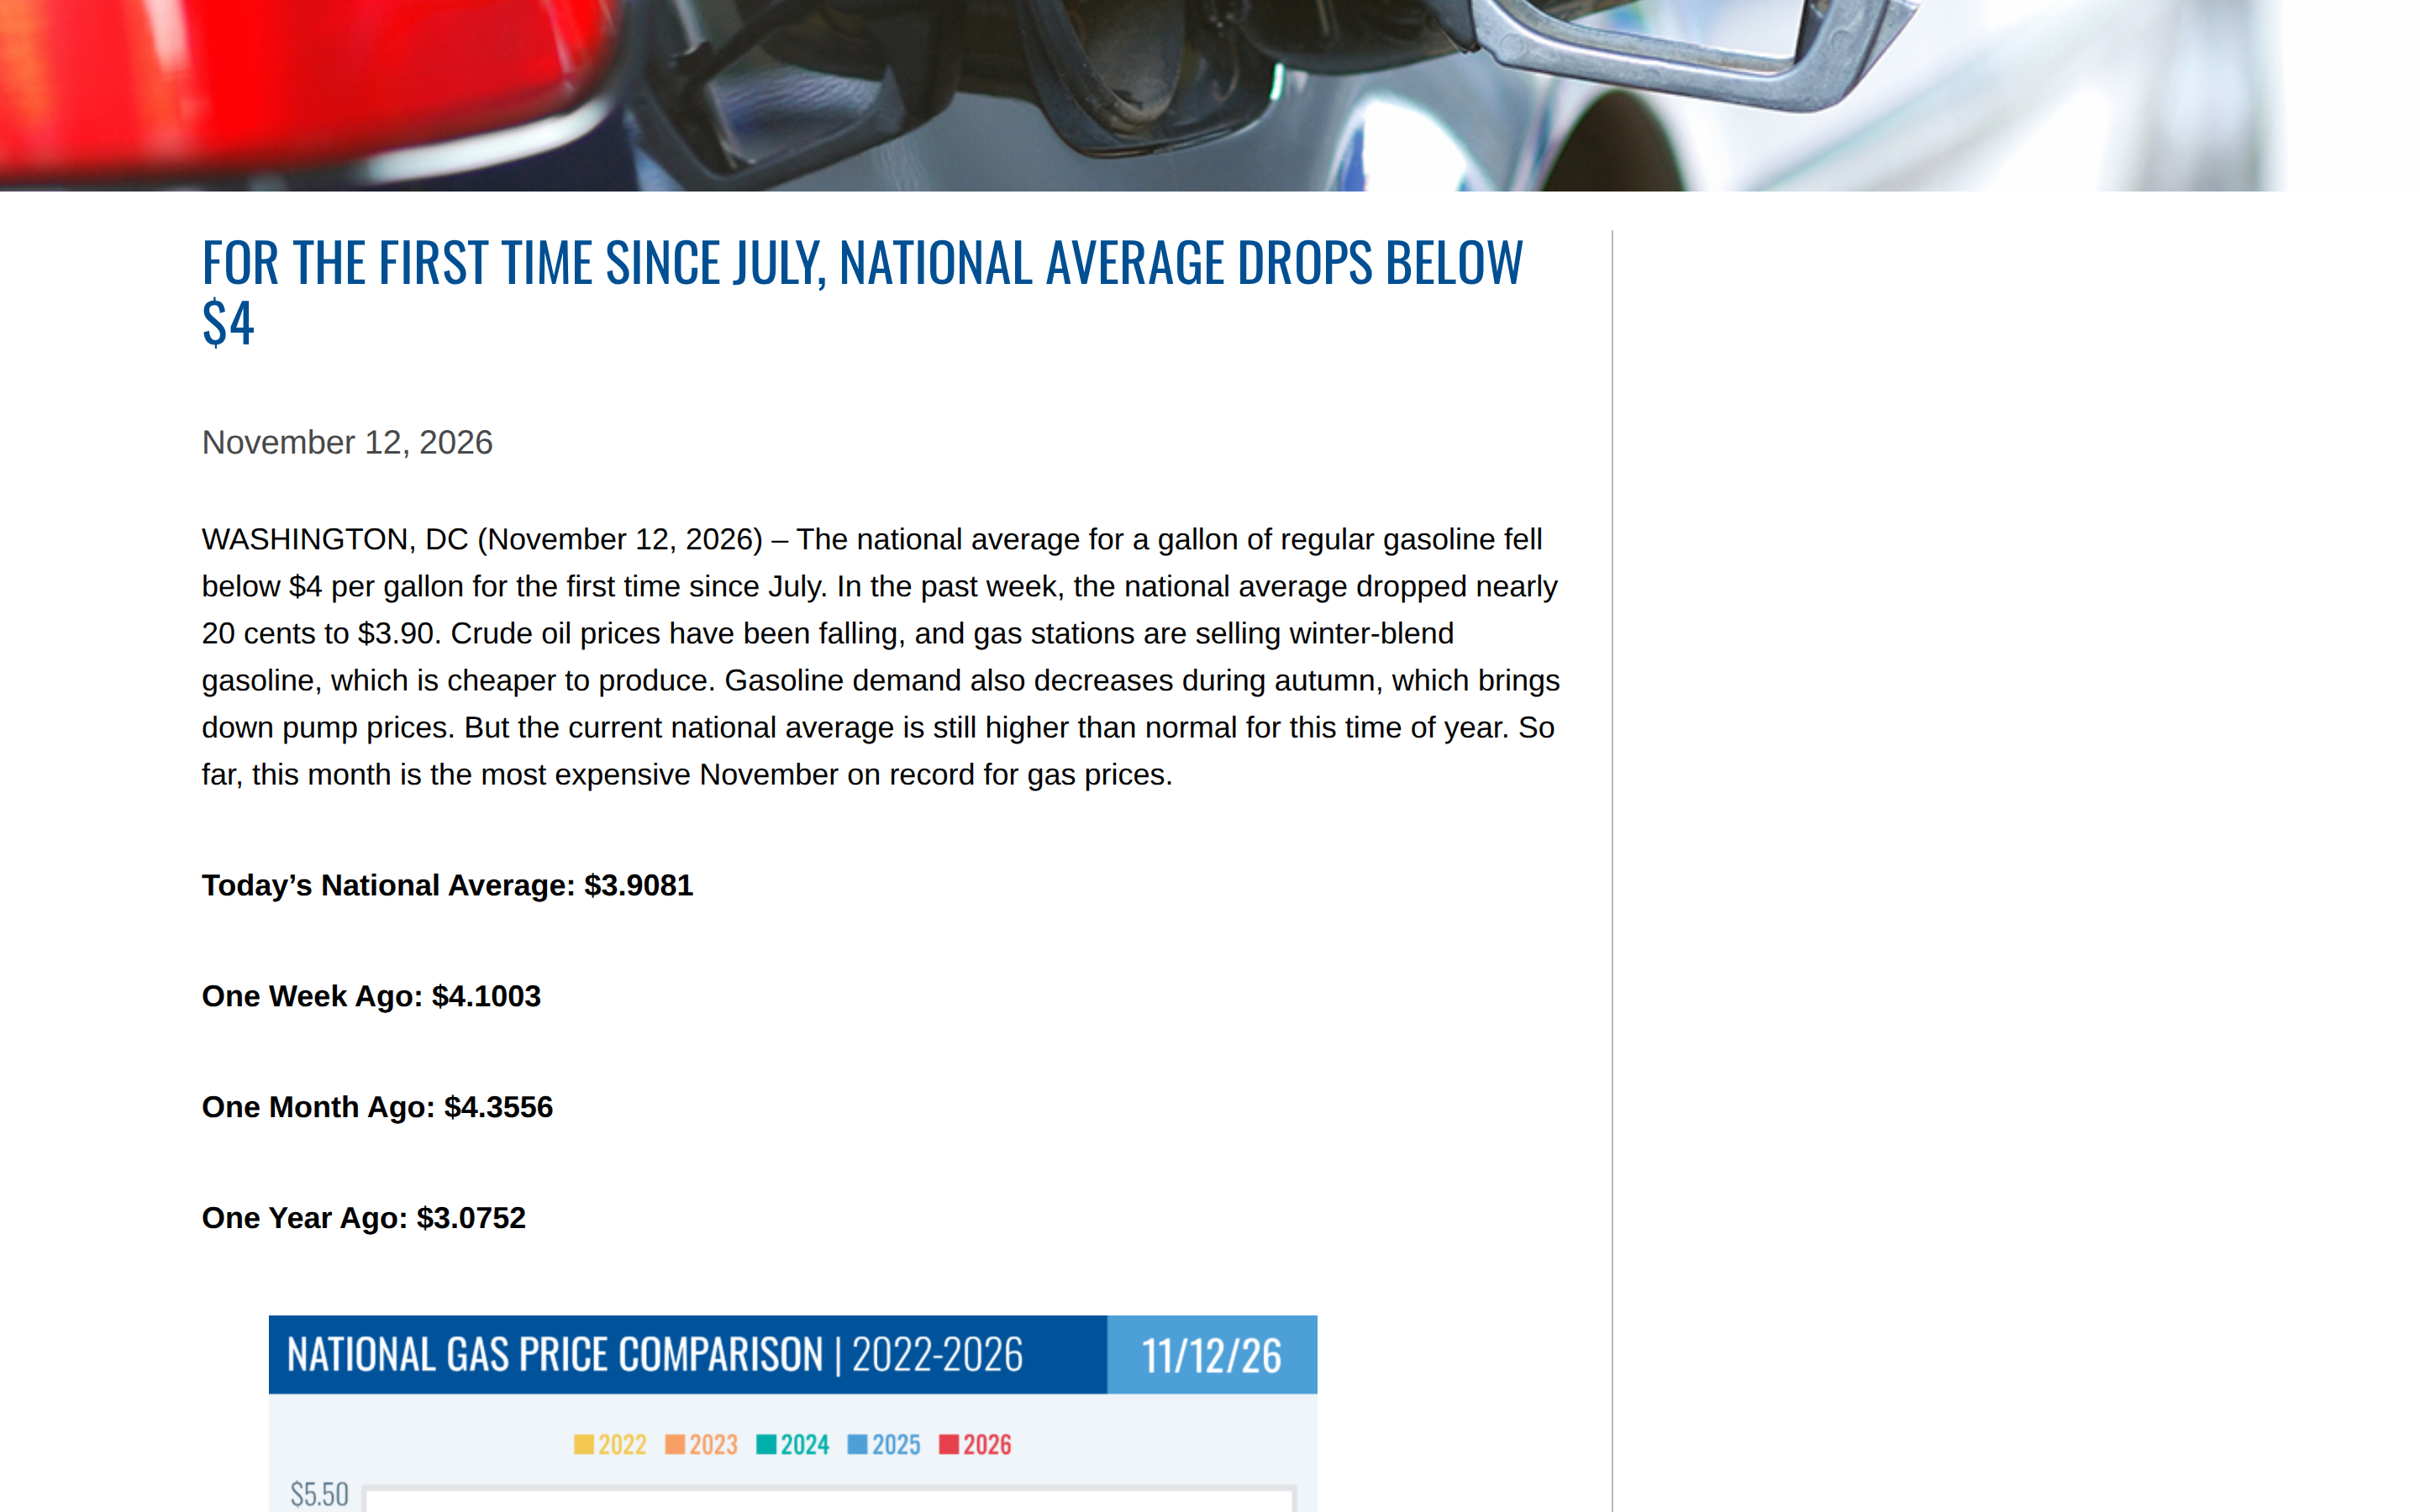 FOR THE FIRST TIME SINCE JULY, NATIONAL AVERAGE DROPS BELOW
$4
November 12, 2026
WASHINGTON, DC (November 12, 2026) – The national average for a gallon of regular gasoline fell
below $4 per gallon for the first time since July. In the past week, the national average dropped nearly
20 cents to $3.90. Crude oil prices have been falling, and gas stations are selling winter-blend
gasoline, which is cheaper to produce. Gasoline demand also decreases during autumn, which brings
down pump prices. But the current national average is still higher than normal for this time of year. So
far, this month is the most expensive November on record for gas prices.
Today’s National Average: $3.9081
One Week Ago: $4.1003
One Month Ago: $4.3556
One Year Ago: $3.0752
NATIONAL GAS PRICE COMPARISON | 2022-2026 11/12/26
2022 2023 2024 2025 2026
$5.50